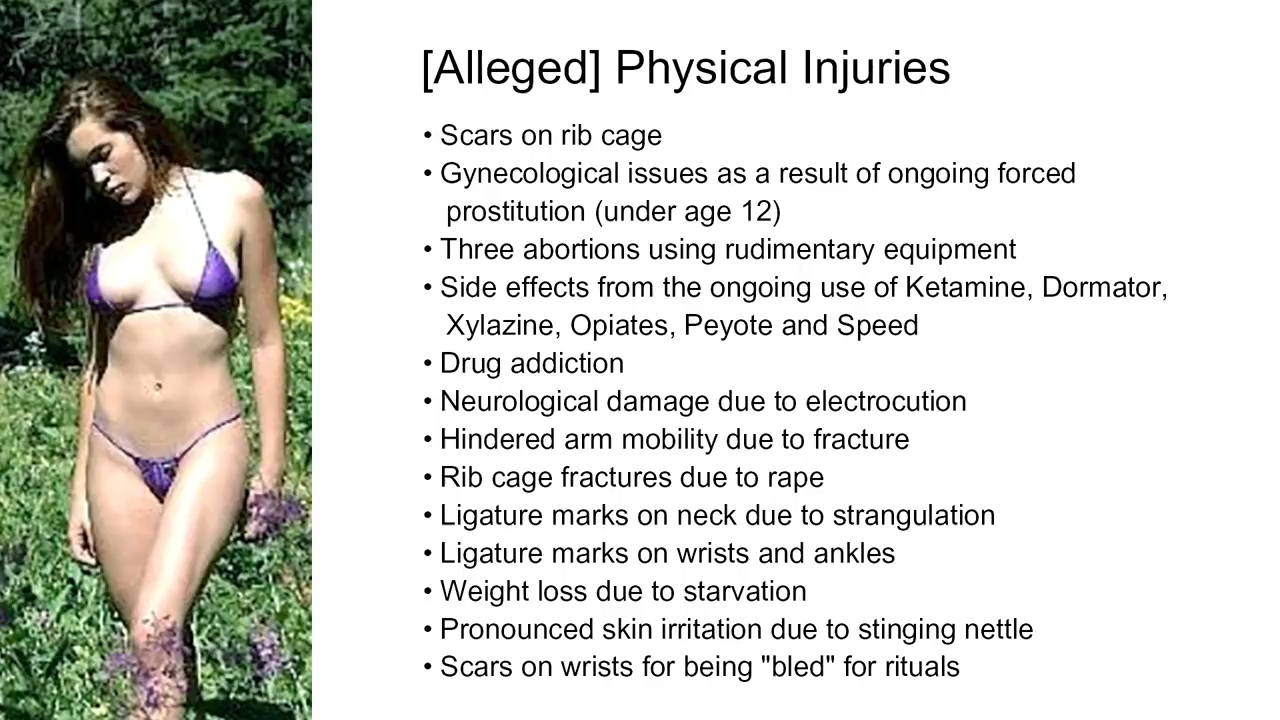 [Alleged] Physical Injuries
• Scars on rib cage
• Gynecological issues as a result of ongoing forced
prostitution (under age 12)
• Three abortions using rudimentary equipment
• Side effects from the ongoing use of Ketamine, Dormator,
Xylazine, Opiates, Peyote and Speed
• Drug addiction
• Neurological damage due to electrocution
• Hindered arm mobility due to fracture
• Rib cage fractures due to rape
• Ligature marks on neck due to strangulation
• Ligature marks on wrists and ankles
• Weight loss due to starvation
• Pronounced skin irritation due to stinging nettle
• Scars on wrists for being "bled" for rituals